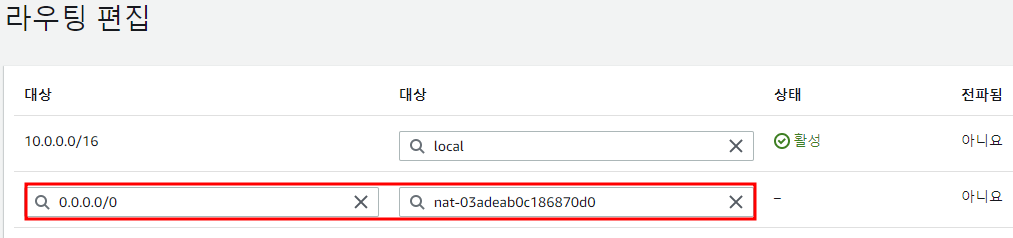 라우팅 편집
대상 대상 상태 전파됨
10.0.0.0/16 local 활성 아니요
0.0.0.0/0 nat-03adeab0c186870d0 – 아니요